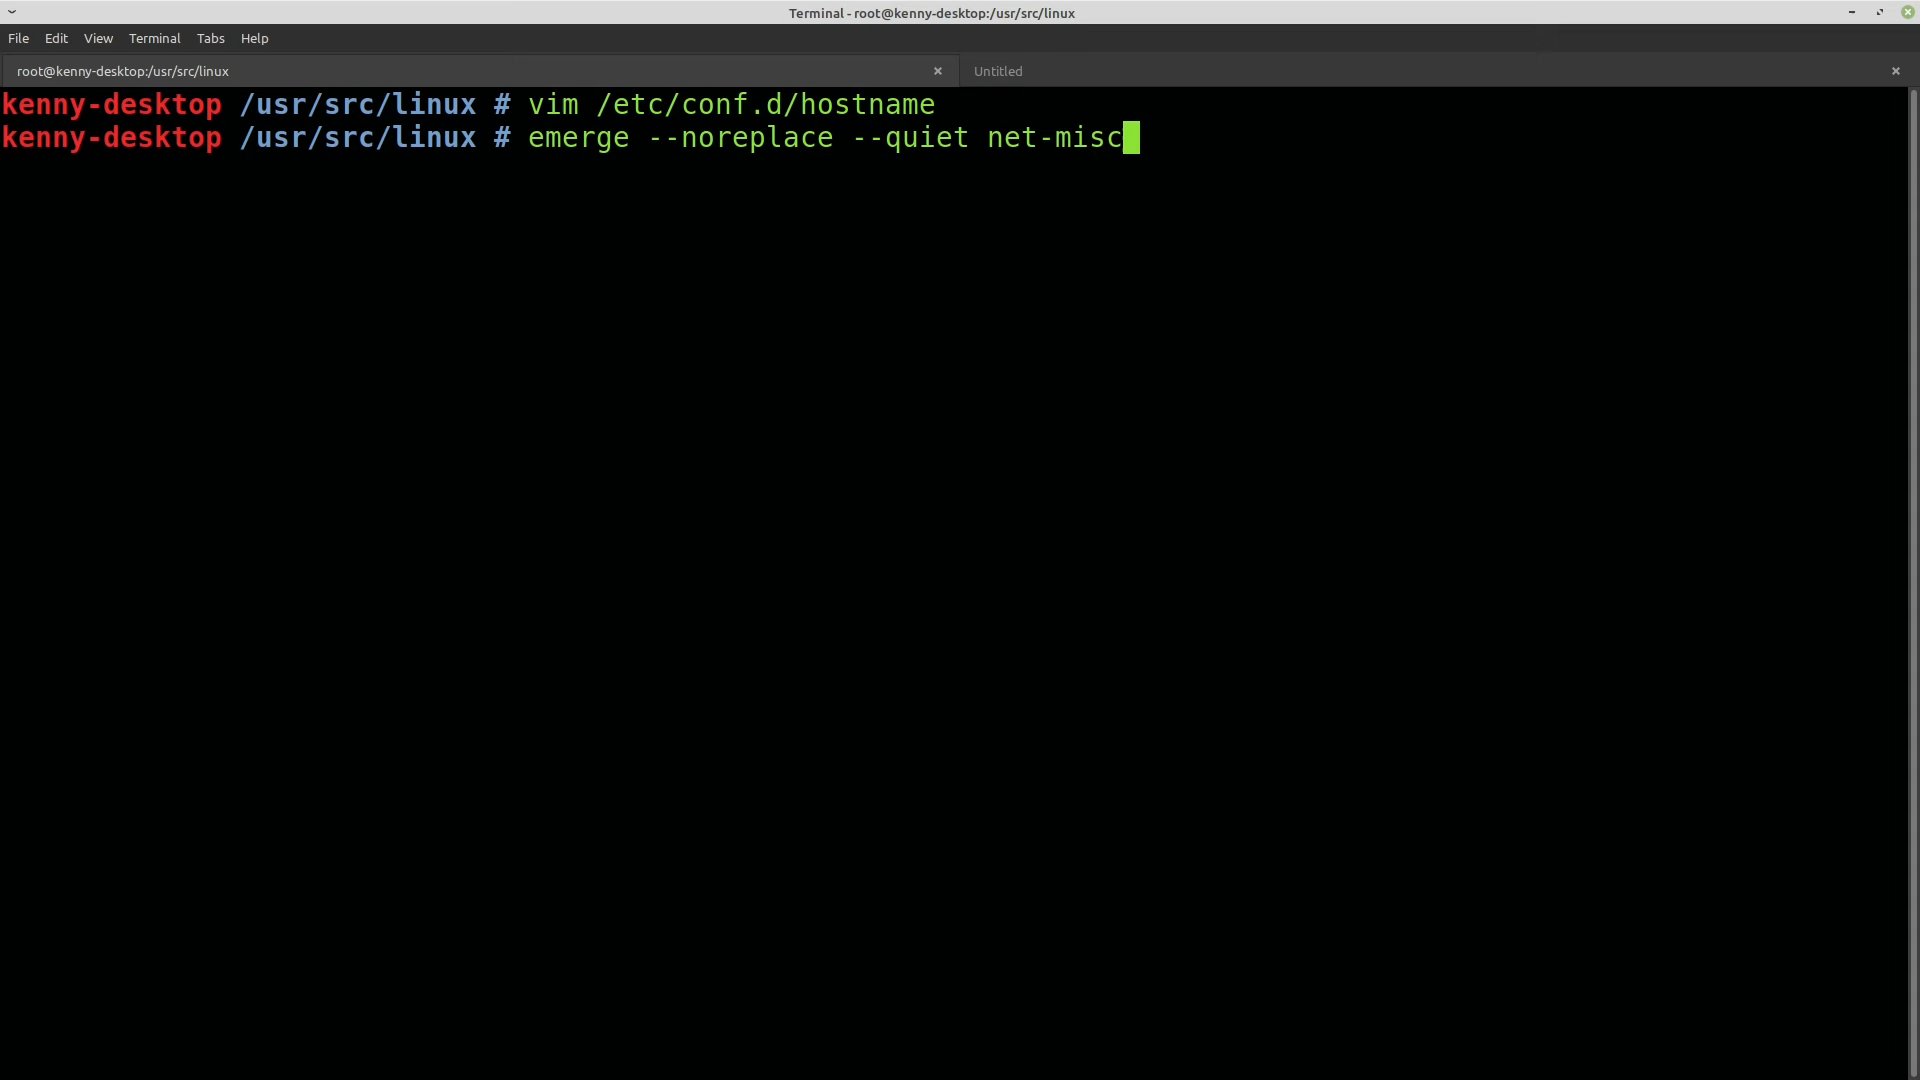 Terminal - root@kenny-desktop:/usr/src/linux
File Edit View Terminal Tabs Help
root@kenny-desktop:/usr/src/linux Untitled
kenny-desktop /usr/src/linux # vim /etc/conf.d/hostname
kenny-desktop /usr/src/linux # emerge --noreplace --quiet net-misc